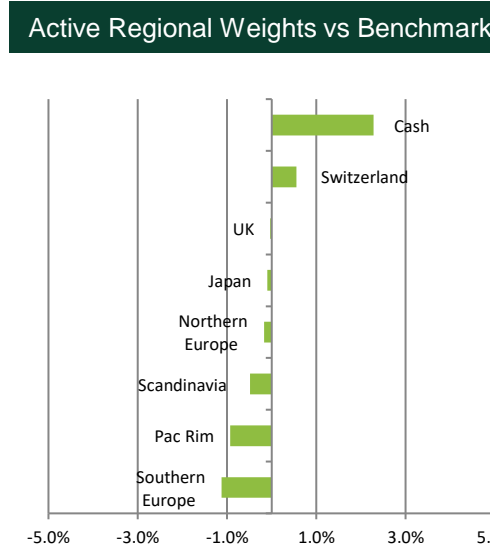 Active Regional Weights vs Benchmark
Cash
Switzerland
UK
Japan
Northern
Europe
Scandinavia
Pac Rim
Southern
Europe
-5.0% -3.0% -1.0% 1.0% 3.0% 5.